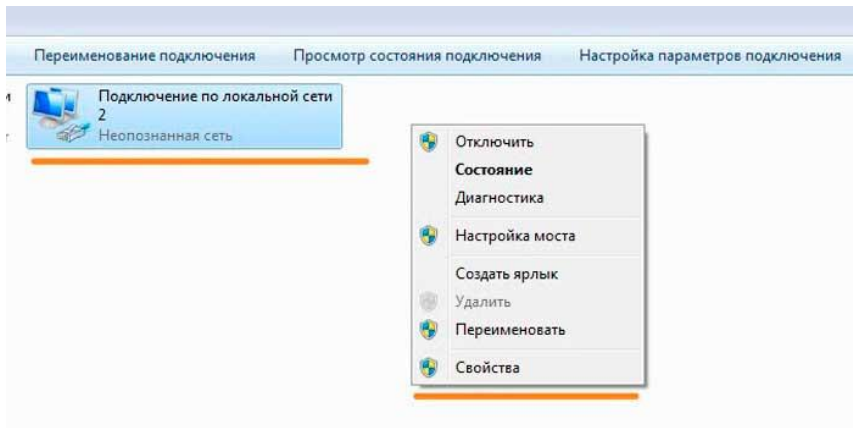 Переименование подключения Просмотр состояния подключения Настройка параметров подключения
и Подключение по локальной сети
2
Неопознанная сеть
Отключить
Состояние
Диагностика
Настройка моста
Создать ярлык
Удалить
Переименовать
Свойства